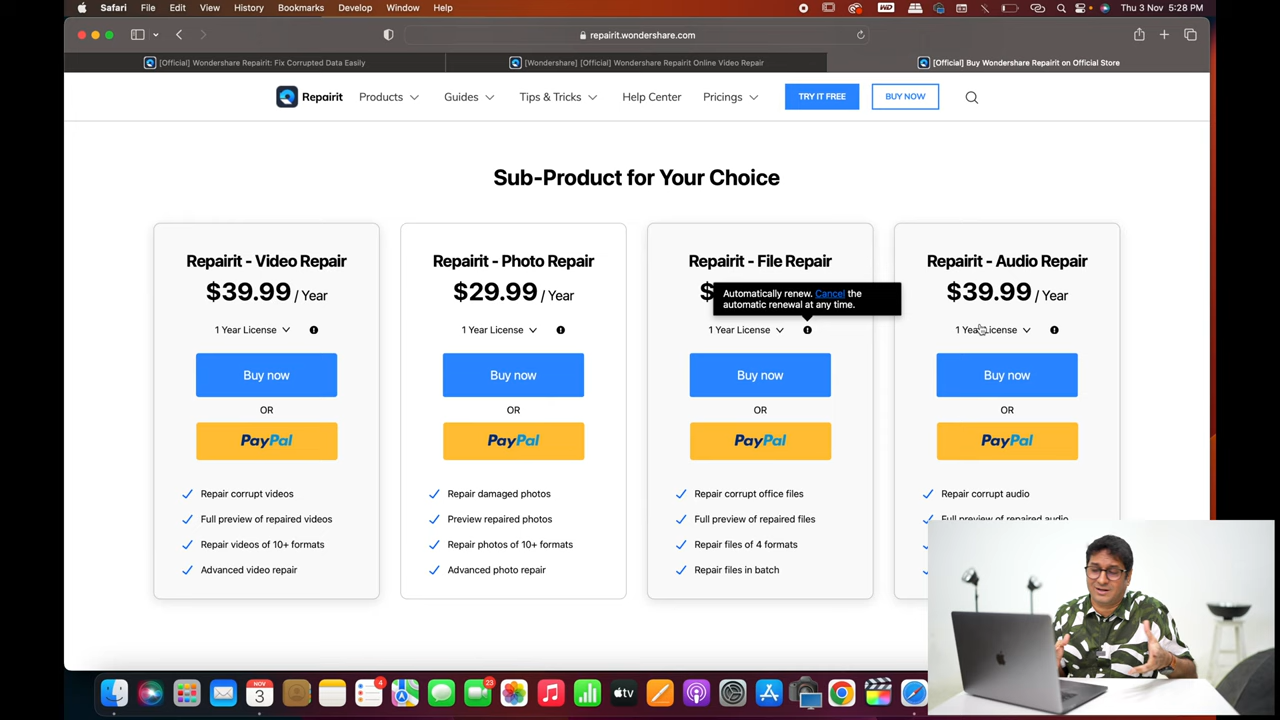 Safari File Edit View History Bookmarks Develop Window Help
Thu 3 Nov 5:28 PM
repairit.wondershare.com
[Official] Wondershare Repairit: Fix Corrupted Data Easily
[Wondershare] [Official] Wondershare Repairit Online Video Repair
[Official] Buy Wondershare Repairit on Official Store
Repairit Products Guides Tips & Tricks Help Center Pricings TRY IT FREE BUY NOW
Sub-Product for Your Choice
Repairit - Video Repair
$39.99 / Year
1 Year License
Buy now
OR
PayPal
Repair corrupt videos
Full preview of repaired videos
Repair videos of 10+ formats
Advanced video repair
Repairit - Photo Repair
$29.99 / Year
1 Year License
Buy now
OR
PayPal
Repair damaged photos
Preview repaired photos
Repair photos of 10+ formats
Advanced photo repair
Repairit - File Repair
$
Automatically renew. Cancel the
automatic renewal at any time.
1 Year License
Buy now
OR
PayPal
Repair corrupt office files
Full preview of repaired files
Repair files of 4 formats
Repair files in batch
Repairit - Audio Repair
$39.99 / Year
1 Year License
Buy now
OR
PayPal
Repair corrupt audio
Full preview of repaired audio
NOV
3
4
23
tv